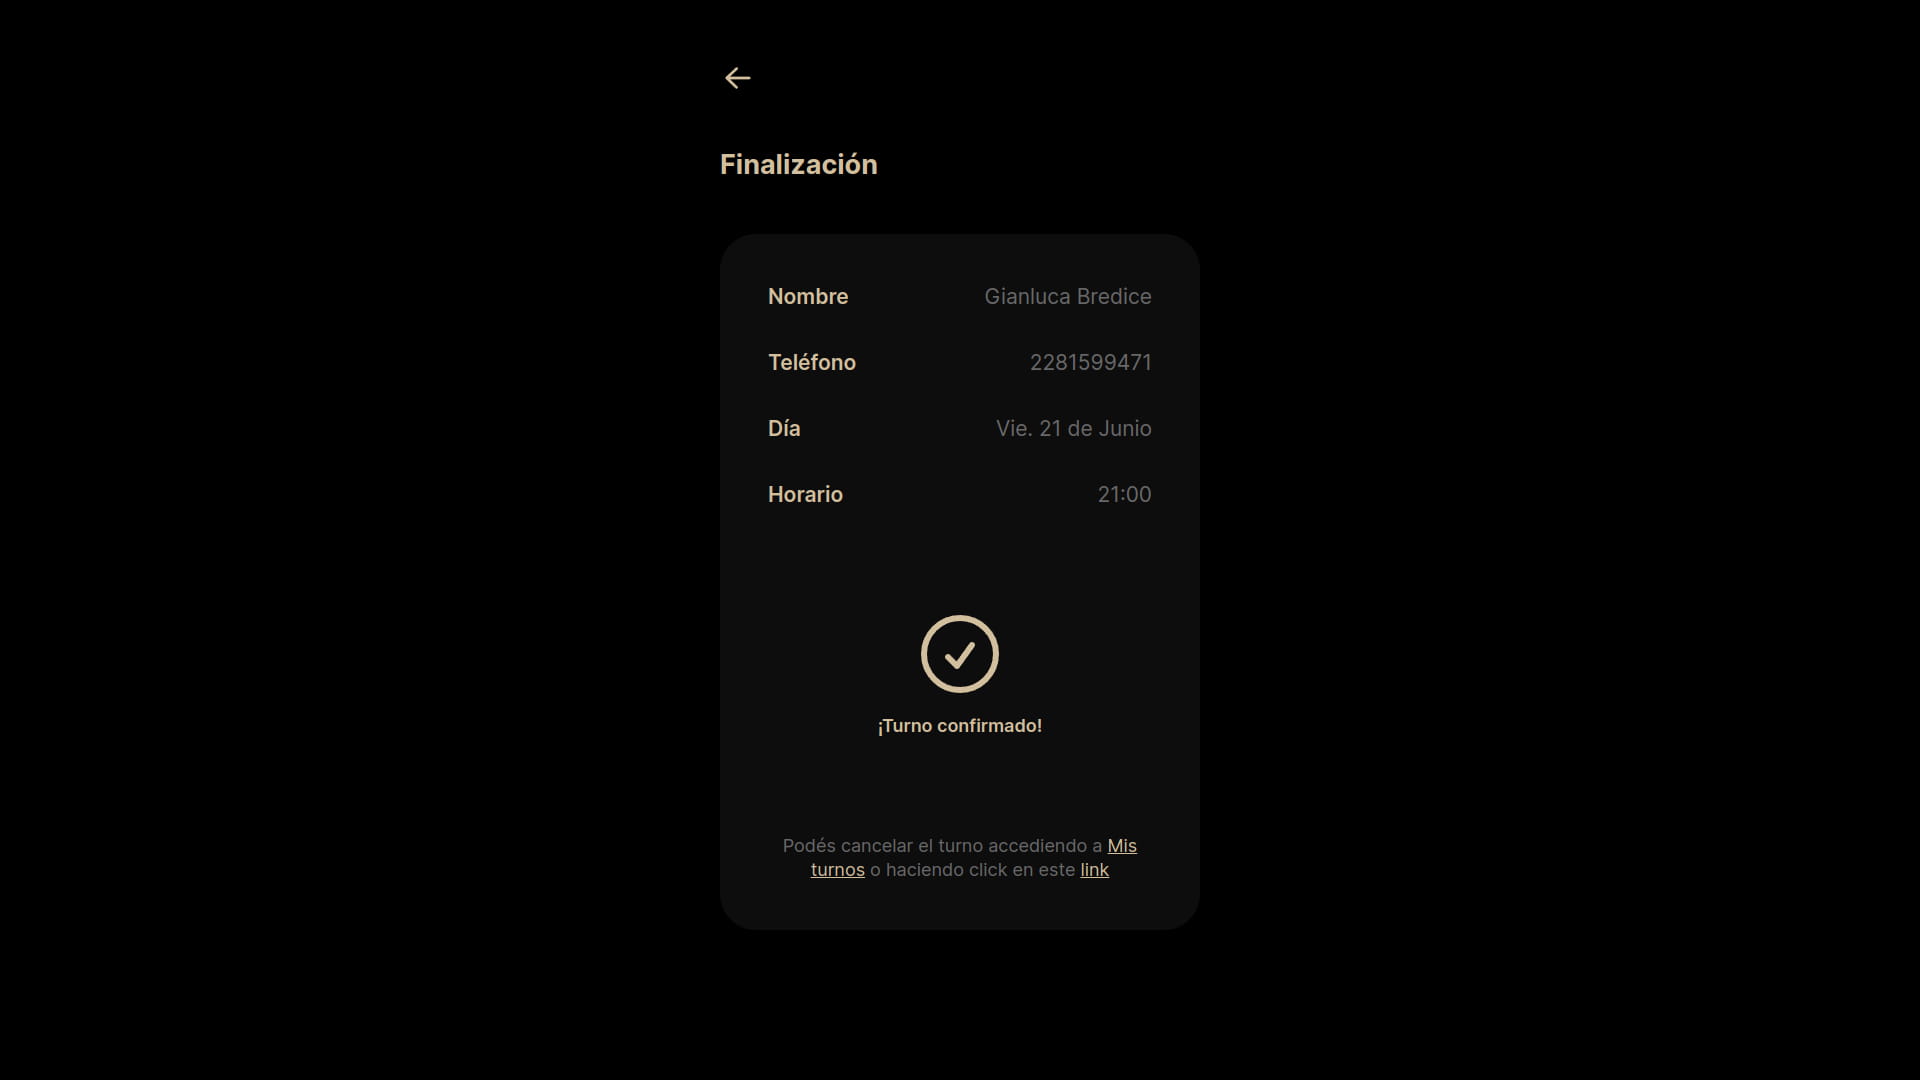 Finalización
Nombre Gianluca Bredice
Teléfono 2281599471
Día Vie. 21 de Junio
Horario 21:00
¡Turno confirmado!
Podés cancelar el turno accediendo a Mis
turnos o haciendo click en este link